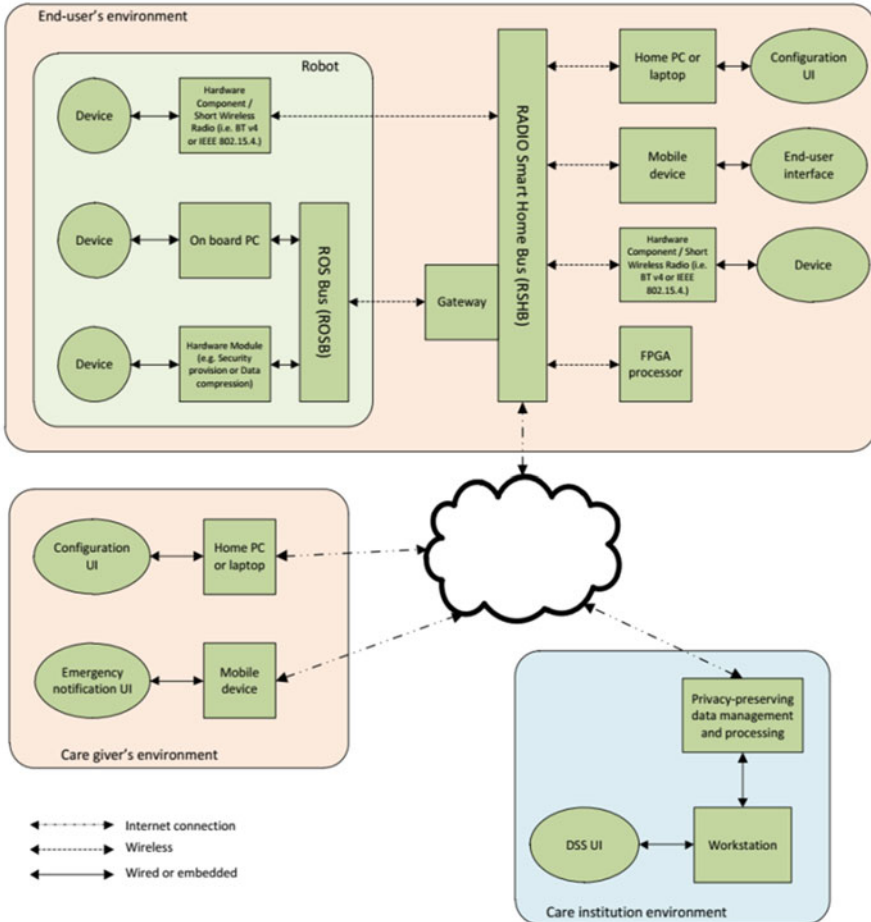 End-user's environment
Robot
Device
Hardware
Component /
Short Wireless
Radio (i.e. BT v4
or IEEE 802.15.4.)
Device
On board PC
Device
Hardware Module
(e.g. Security
provision or Data
compression)
ROS Bus (ROSB)
Gateway
RADIO Smart Home Bus (RSHB)
Home PC or
laptop
Configuration
UI
Mobile
device
End-user
interface
Hardware
Component / Short
Wireless Radio (i.e.
BT v4 or IEEE
802.15.4.)
Device
FPGA
processor
Configuration
UI
Home PC
or laptop
Emergency
notification UI
Mobile
device
Care giver's environment
Privacy-preserving
data management
and processing
DSS UI
Workstation
Care institution environment
Internet connection
Wireless
Wired or embedded